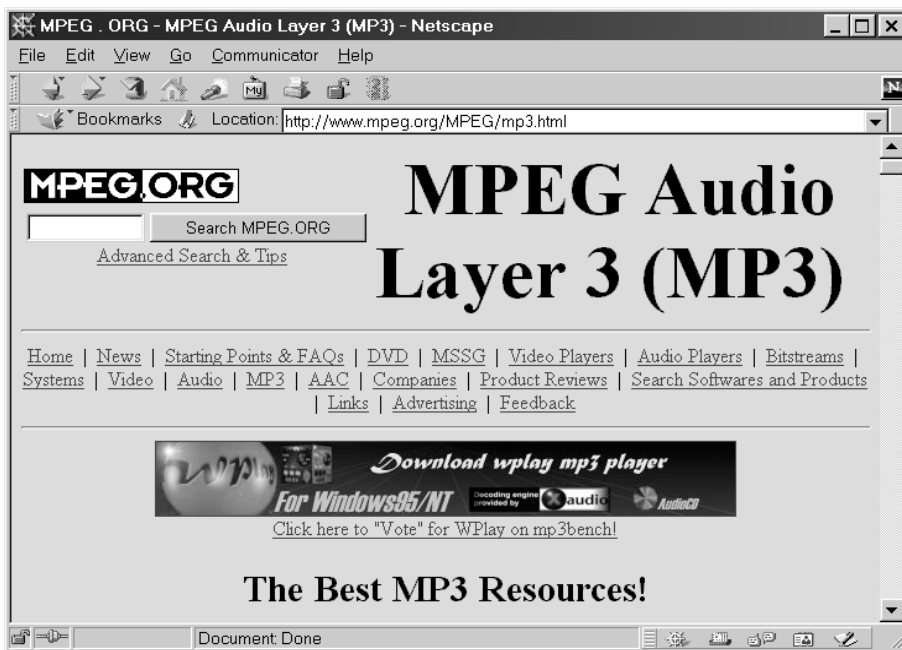 MPEG . ORG - MPEG Audio Layer 3 (MP3) - Netscape
File Edit View Go Communicator Help
My
N
Bookmarks Location: http://www.mpeg.org/MPEG/mp3.html
MPEG.ORG
Search MPEG.ORG
Advanced Search & Tips
MPEG Audio
Layer 3 (MP3)
Home | News | Starting Points & FAQs | DVD | MSSG | Video Players | Audio Players | Bitstreams |
Systems | Video | Audio | MP3 | AAC | Companies | Product Reviews | Search Softwares and Products
| Links | Advertising | Feedback
wplay
Download wplay mp3 player
For Windows95/NT
Decoding engine
provided by
Xaudio
AudioCD
Click here to "Vote" for WPlay on mp3bench!
The Best MP3 Resources!
Document: Done